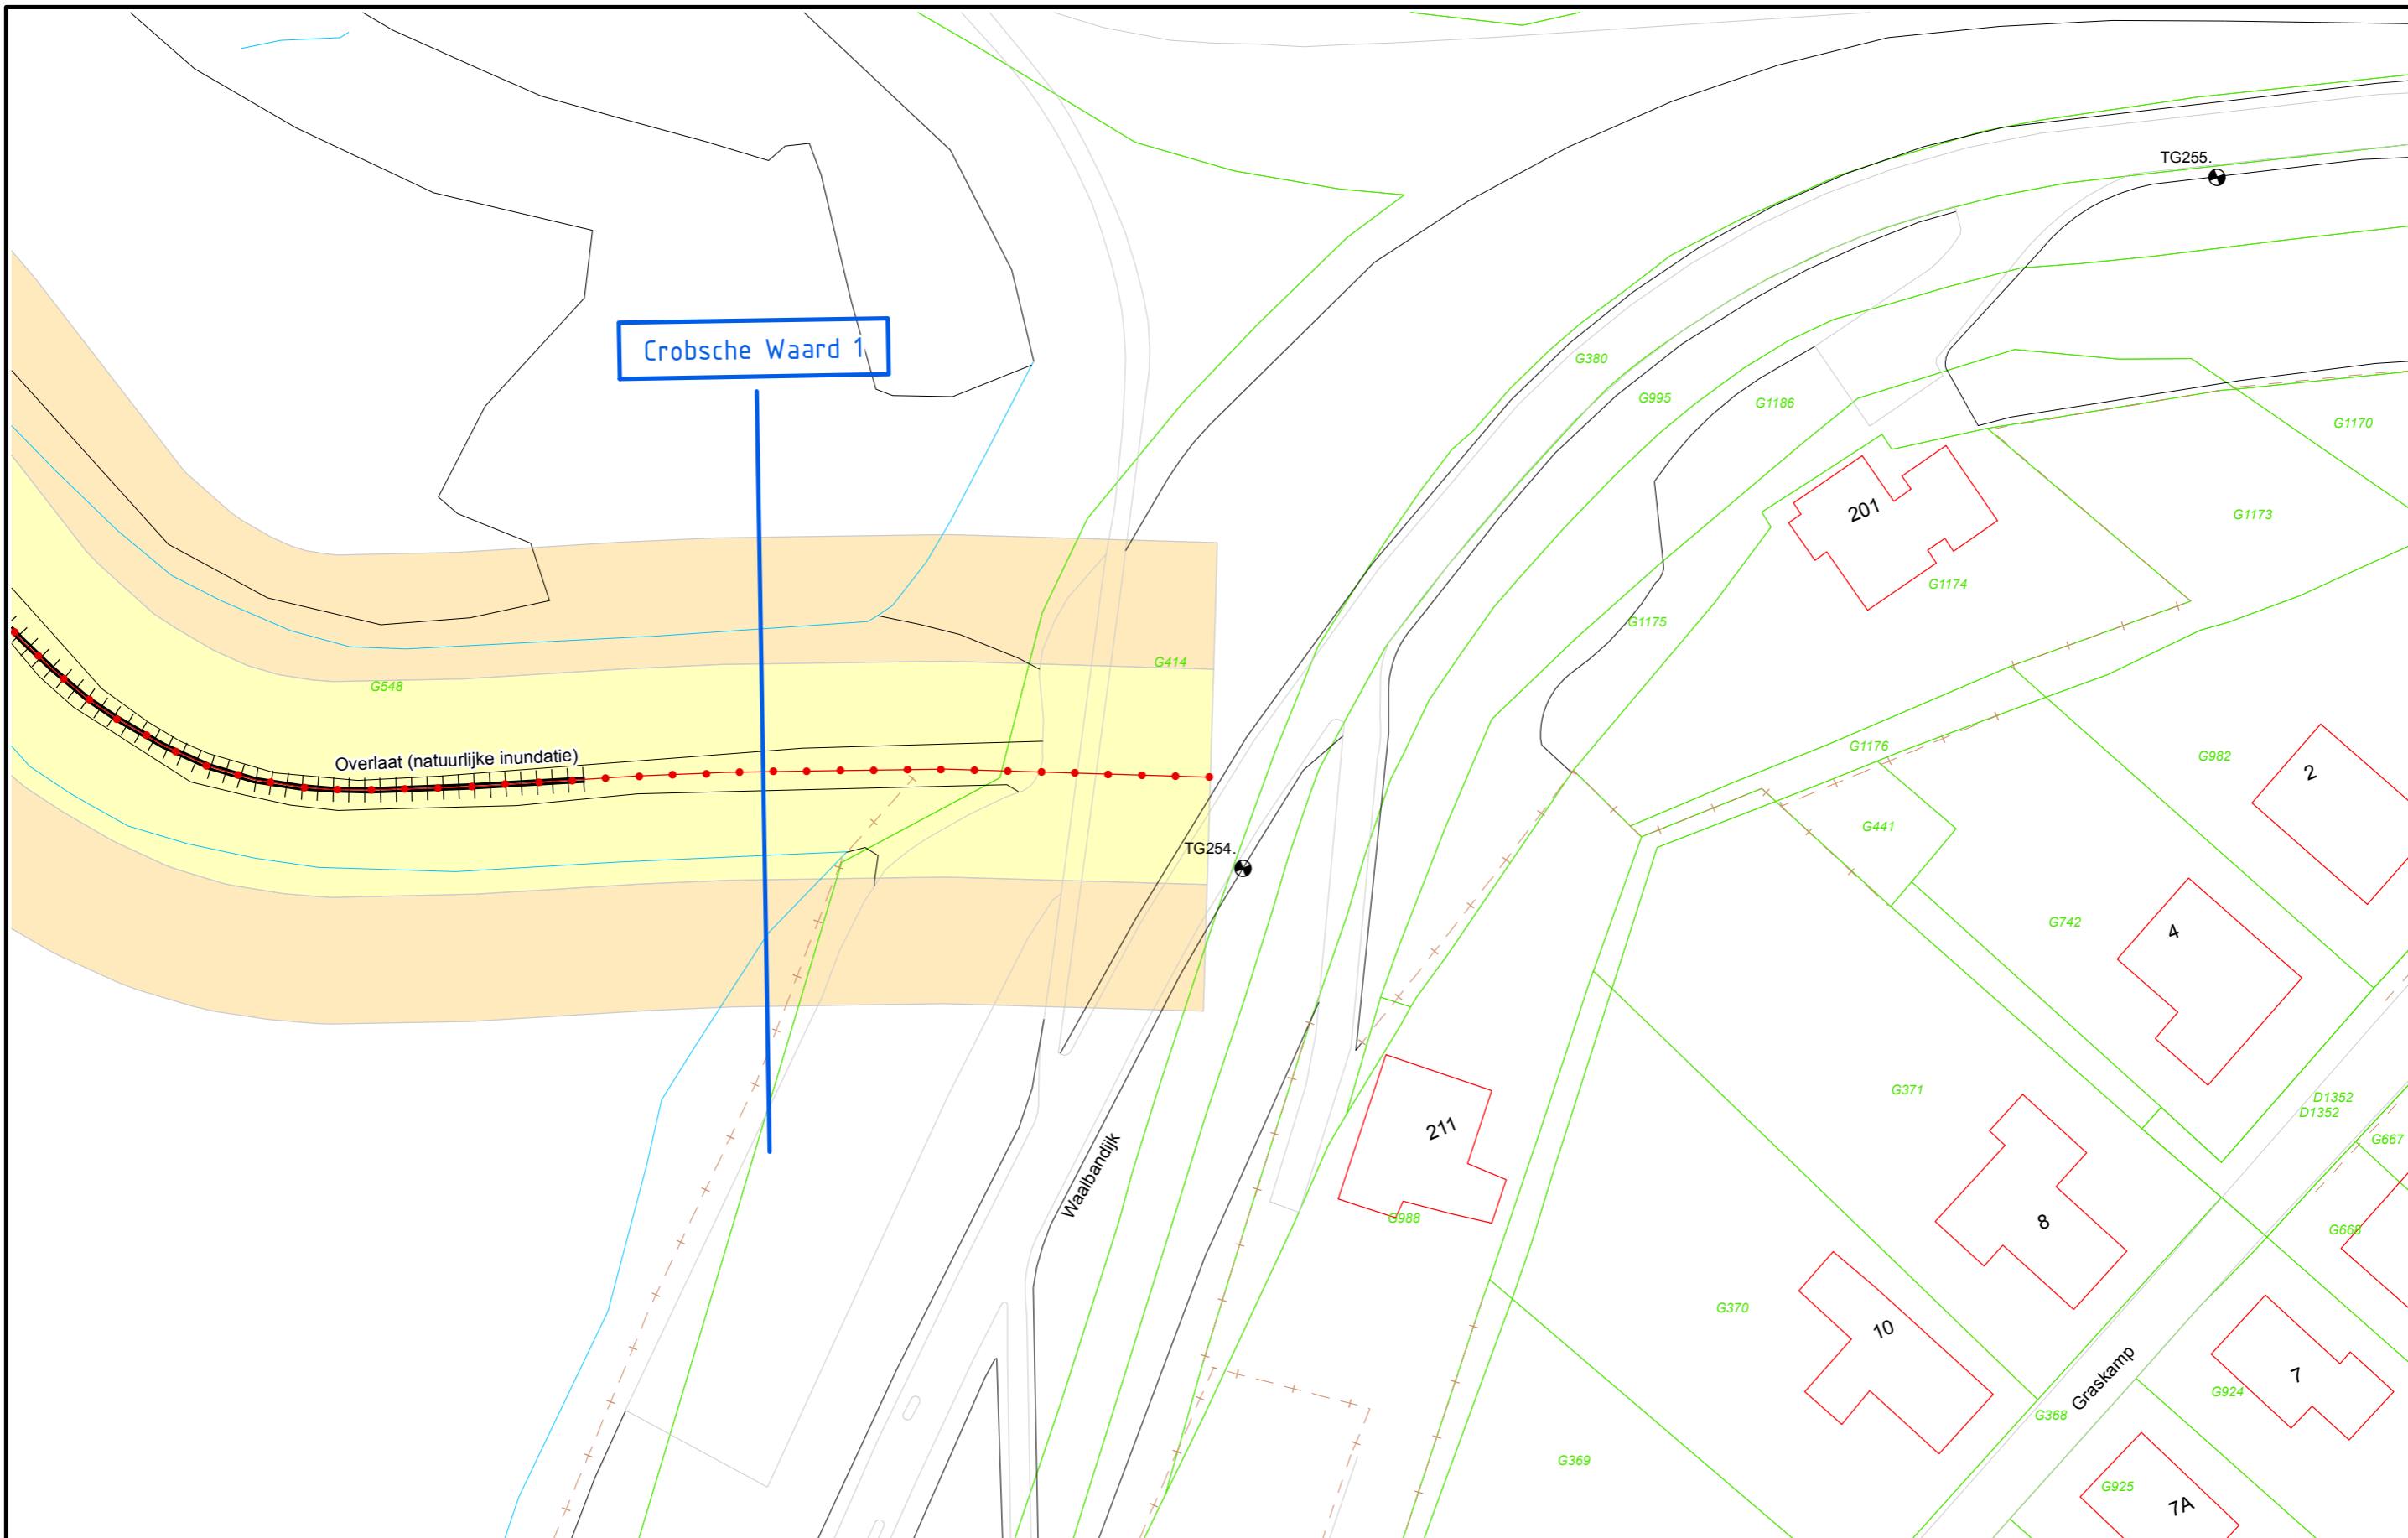 TG255.
Crobsche Waard 1
G380
G995
G1186
G1170
201
G1173
G1174
G1175
G414
G548
G1176
Overlaat (natuurlijke inundatie)
G982
2
G441
TG254.
G742
4
G371
D1352
D1352
211
G667
Waalbandijk
G988
8
G668
G370
10
7
Graskamp
G924
G368
G369
G925
7A